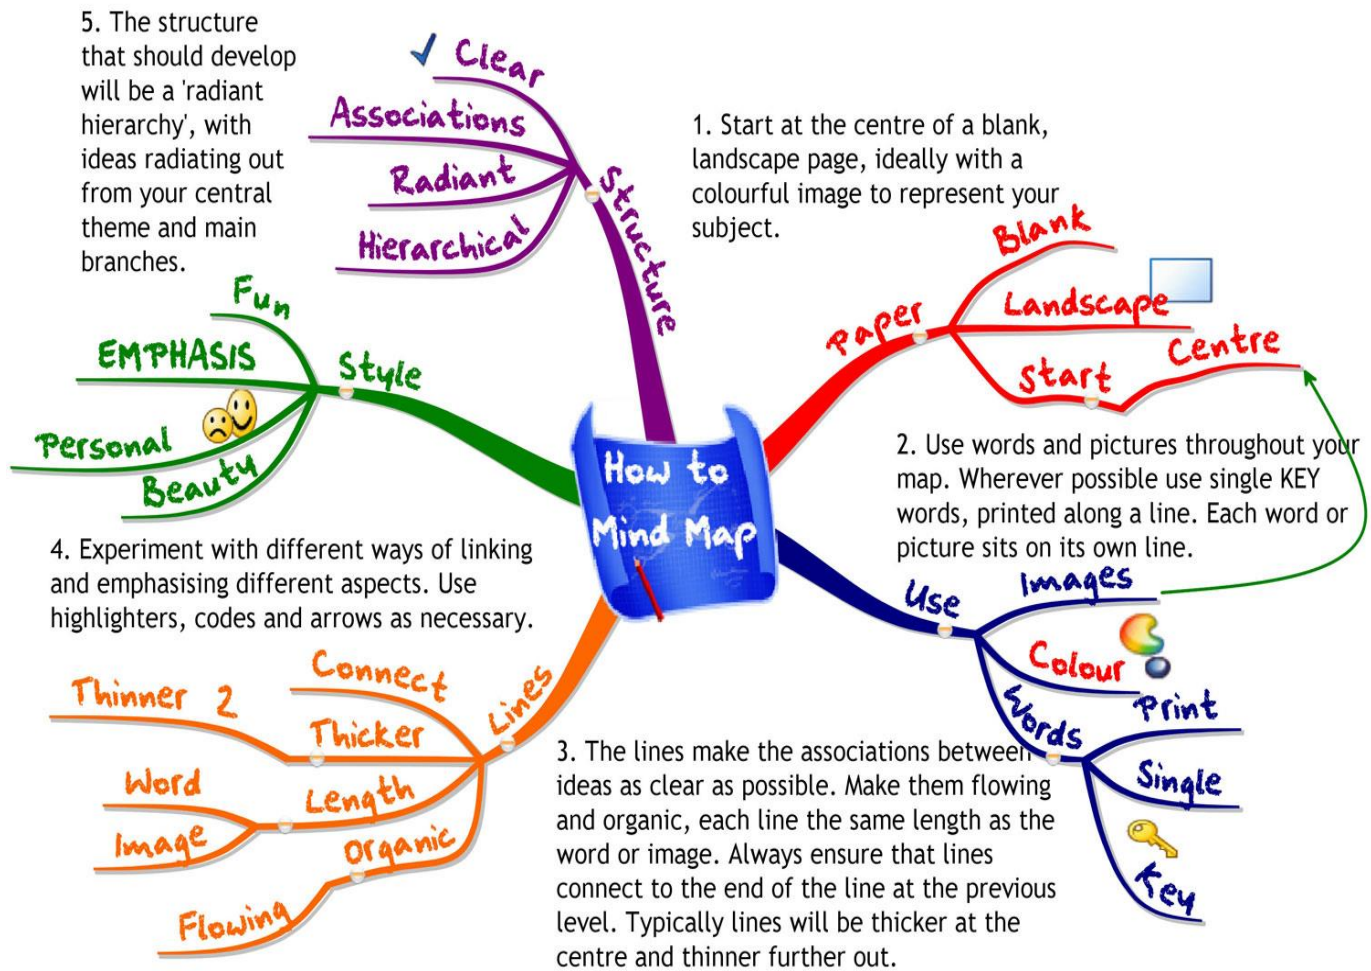 How to
Mind Map
1. Start at the centre of a blank,
landscape page, ideally with a
colourful image to represent your
subject.
Paper
Blank
Landscape
Start
Centre
2. Use words and pictures throughout your
map. Wherever possible use single KEY
words, printed along a line. Each word or
picture sits on its own line.
Use
Images
Colour
Words
Print
Single
Key
3. The lines make the associations between
ideas as clear as possible. Make them flowing
and organic, each line the same length as the
word or image. Always ensure that lines
connect to the end of the line at the previous
level. Typically lines will be thicker at the
centre and thinner further out.
Lines
Connect
Thicker
Thinner 2
Length
Word
Image
Organic
Flowing
4. Experiment with different ways of linking
and emphasising different aspects. Use
highlighters, codes and arrows as necessary.
Style
Fun
EMPHASIS
Personal
Beauty
5. The structure
that should develop
will be a 'radiant
hierarchy', with
ideas radiating out
from your central
theme and main
branches.
Structure
Clear
Associations
Radiant
Hierarchical